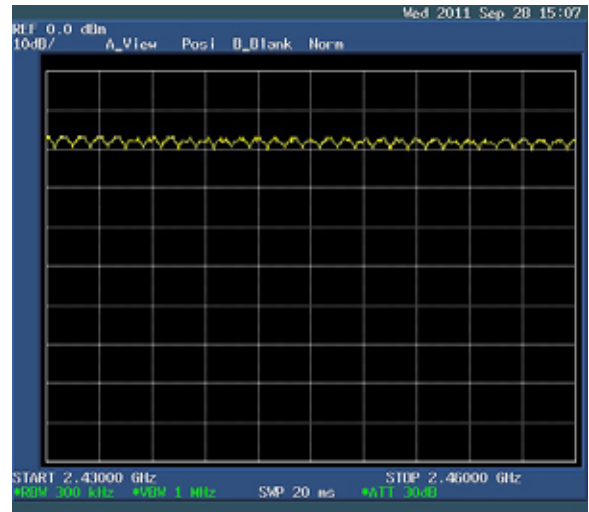 Wed 2011 Sep 28 15:07
REF 0.0 dBm
10dB/ A_View Posi B_Blank Norm
START 2.43000 GHz STOP 2.46000 GHz
*RBW 300 kHz *VBW 1 MHz SWP 20 ms *ATT 30dB